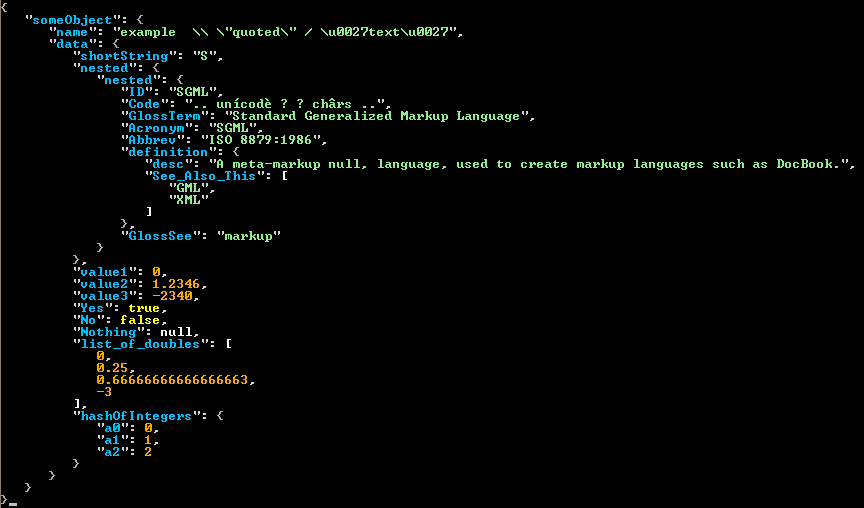 {
   "someObject": {
      "name": "example  \\ \"quoted\" / \u0027text\u0027",
      "data": {
         "shortString": "S",
         "nested": {
            "nested": {
               "ID": "SGML",
               "Code": ".. unícodè ? ? chârs ..",
               "GlossTerm": "Standard Generalized Markup Language",
               "Acronym": "SGML",
               "Abbrev": "ISO 8879:1986",
               "definition": {
                  "desc": "A meta-markup null, language, used to create markup languages such as DocBook.",
                  "See_Also_This": [
                     "GML",
                     "XML"
                  ]
               },
               "GlossSee": "markup"
            }
         },
         "value1": 0,
         "value2": 1.2346,
         "value3": -2340,
         "Yes": true,
         "No": false,
         "Nothing": null,
         "list_of_doubles": [
            0,
            0.25,
            0.66666666666666663,
            -3
         ],
         "hashOfIntegers": {
            "a0": 0,
            "a1": 1,
            "a2": 2
         }
      }
   }
}_